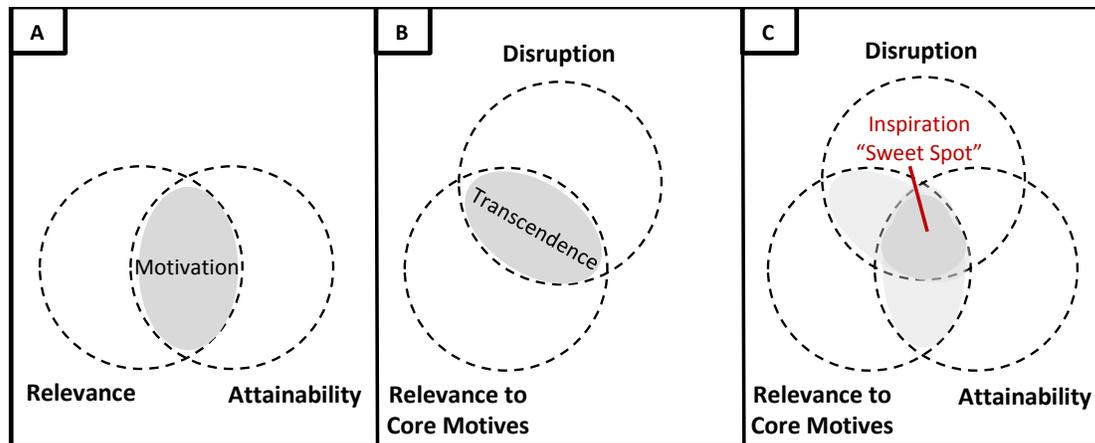 A
Motivation
Relevance
Attainability
B
Disruption
Transcendence
Relevance to
Core Motives
C
Disruption
Inspiration
“Sweet Spot”
Relevance to
Core Motives
Attainability